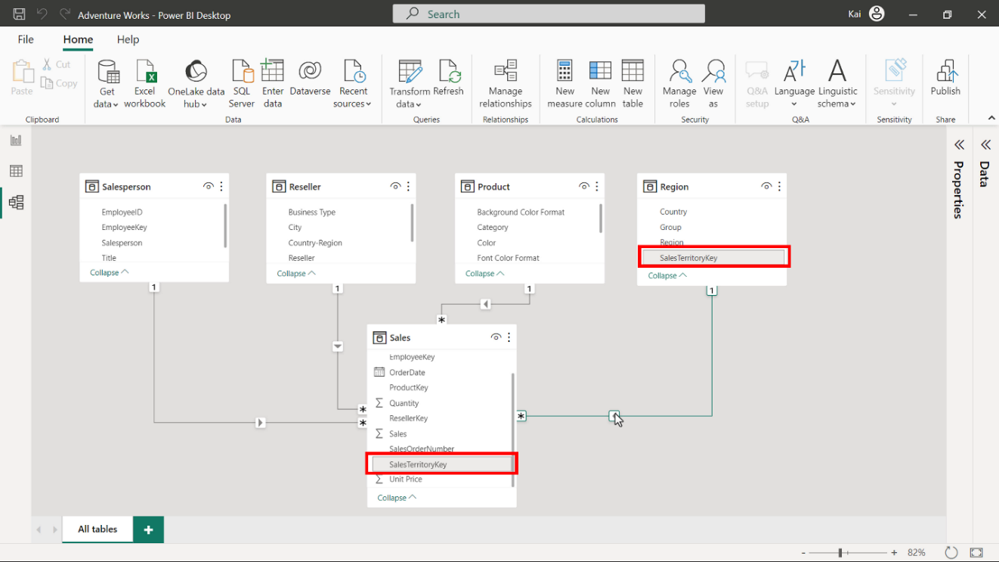 Adventure Works - Power BI Desktop
Search
Kai
File
Home
Help
Paste
Cut
Copy
Clipboard
Get data
Excel workbook
OneLake data hub
SQL Server
Enter data
Dataverse
Recent sources
Data
Transform data
Refresh
Queries
Manage relationships
Relationships
New measure
New column
New table
Calculations
Manage roles
View as
Security
Q&A setup
Language
Linguistic schema
Q&A
Sensitivity
Sensitivity
Publish
Share
Salesperson
EmployeeID
EmployeeKey
Salesperson
Title
Collapse
1
Reseller
Business Type
City
Country-Region
Reseller
Collapse
1
Product
Background Color Format
Category
Color
Font Color Format
Collapse
1
Region
Country
Group
Region
SalesTerritoryKey
Collapse
1
Properties
Data
*
Sales
EmployeeKey
OrderDate
ProductKey
Σ Quantity
ResellerKey
Σ Sales
SalesOrderNumber
SalesTerritoryKey
Σ Unit Price
Collapse
*
*
*
All tables
+
-
+
82%